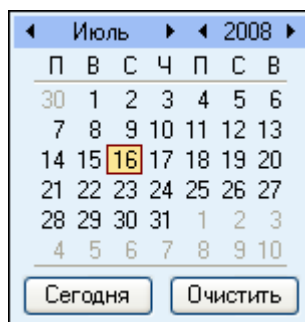 Июль 2008
П В С Ч П С В
30 1 2 3 4 5 6
7 8 9 10 11 12 13
14 15 16 17 18 19 20
21 22 23 24 25 26 27
28 29 30 31 1 2 3
4 5 6 7 8 9 10
Сегодня Очистить